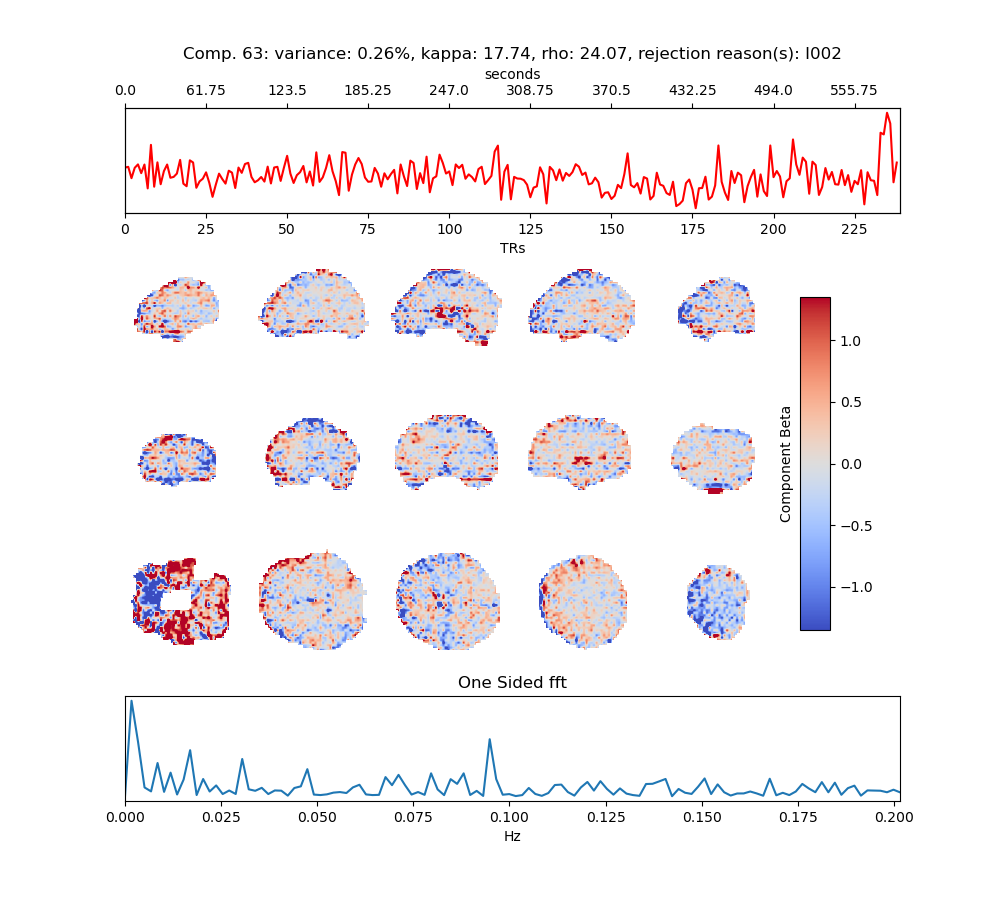 Comp. 63: variance: 0.26%, kappa: 17.74, rho: 24.07, rejection reason(s): I002
seconds
0.0 61.75 123.5 185.25 247.0 308.75 370.5 432.25 494.0 555.75
0 25 50 75 100 125 150 175 200 225
TRs
1.0
0.5
0.0
−0.5
−1.0
Component Beta
One Sided fft
0.000 0.025 0.050 0.075 0.100 0.125 0.150 0.175 0.200
Hz